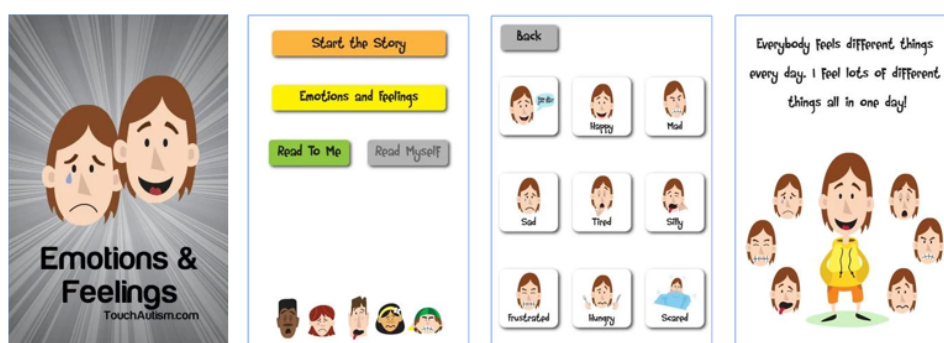 Emotions &
Feelings
TouchAutism.com
Start the Story
Emotions and Feelings
Read To Me
Read Myself
Back
Happy
Mad
Sad
Tired
Silly
Frustrated
Hungry
Scared
Everybody feels different things
every day. I feel lots of different
things all in one day!